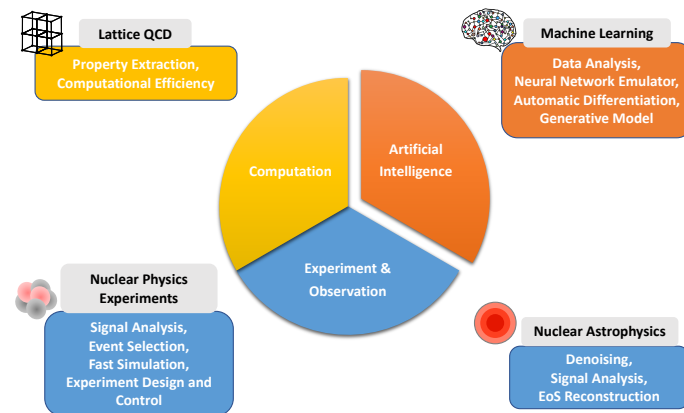 Lattice QCD
Property Extraction,
Computational Efficiency
Machine Learning
Data Analysis,
Neural Network Emulator,
Automatic Differentiation,
Generative Model
Computation
Artificial
Intelligence
Experiment &
Observation
Nuclear Physics
Experiments
Signal Analysis,
Event Selection,
Fast Simulation,
Experiment Design and
Control
Nuclear Astrophysics
Denoising,
Signal Analysis,
EoS Reconstruction